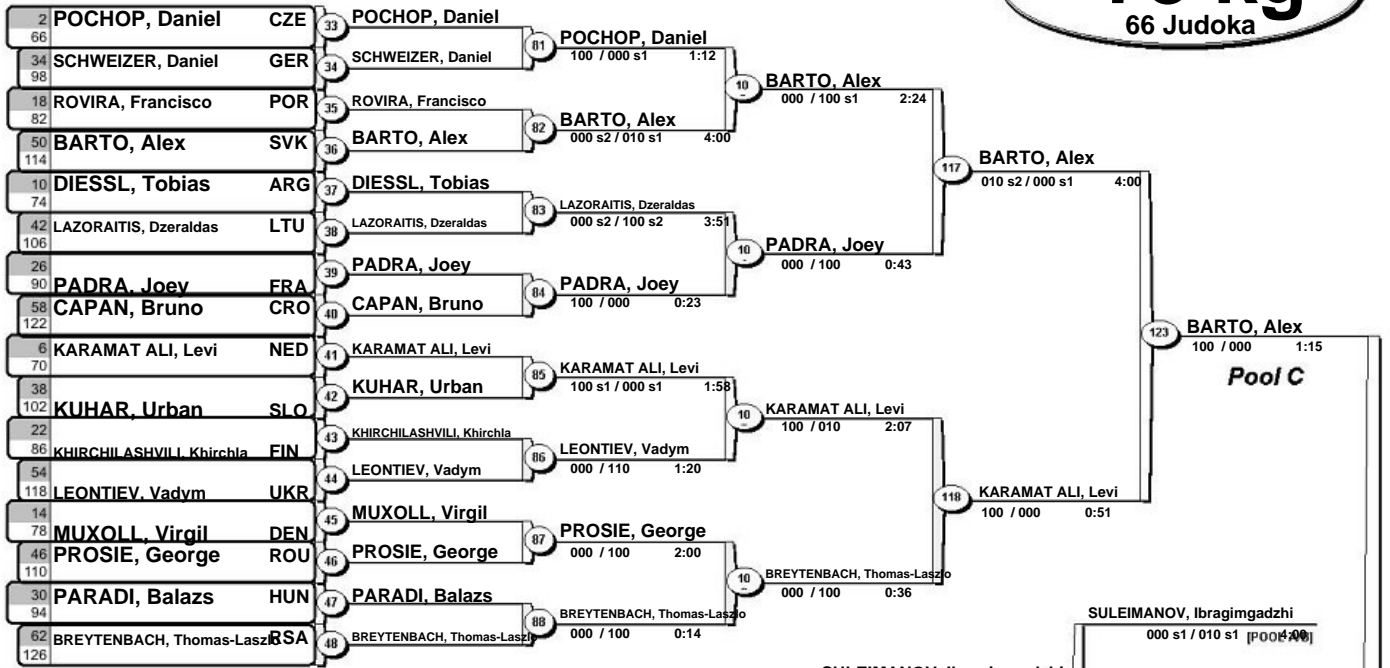 66 Judoka
2
66
POCHOP, Daniel CZE
34
98
SCHWEIZER, Daniel GER
18
82
ROVIRA, Francisco POR
50
114
BARTO, Alex SVK
10
74
DIESSL, Tobias ARG
42
106
LAZORAITIS, Dzeraldas LTU
26
90
PADRA, Joey FRA
58
122
CAPAN, Bruno CRO
6
70
KARAMAT ALI, Levi NED
38
102
KUHAR, Urban SLO
22
86
KHIRCHILASHVILI, Khirchla FIN
54
118
LEONTIEV, Vadym UKR
14
78
MUXOLL, Virgil DEN
46
110
PROSIE, George ROU
30
94
PARADI, Balazs HUN
62
126
BREYTENBACH, Thomas-Laszl RSA
33 POCHOP, Daniel
34 SCHWEIZER, Daniel
35 ROVIRA, Francisco
36 BARTO, Alex
37 DIESSL, Tobias
38 LAZORAITIS, Dzeraldas
39 PADRA, Joey
40 CAPAN, Bruno
41 KARAMAT ALI, Levi
42 KUHAR, Urban
43 KHIRCHILASHVILI, Khirchla
44 LEONTIEV, Vadym
45 MUXOLL, Virgil
46 PROSIE, George
47 PARADI, Balazs
48 BREYTENBACH, Thomas-Laszlo
81 POCHOP, Daniel
100 / 000 s1 1:12
82 BARTO, Alex
000 s2 / 010 s1 4:00
83 LAZORAITIS, Dzeraldas
000 s2 / 100 s2 3:51
84 PADRA, Joey
100 / 000 0:23
85 KARAMAT ALI, Levi
100 s1 / 000 s1 1:58
86 LEONTIEV, Vadym
000 / 110 1:20
87 PROSIE, George
000 / 100 2:00
88 BREYTENBACH, Thomas-Laszlo
000 / 100 0:14
10 BARTO, Alex
000 / 100 s1 2:24
10 PADRA, Joey
000 / 100 0:43
10 KARAMAT ALI, Levi
100 / 010 2:07
10 BREYTENBACH, Thomas-Laszlo
000 / 100 0:36
117 BARTO, Alex
010 s2 / 000 s1 4:00
118 KARAMAT ALI, Levi
100 / 000 0:51
123 BARTO, Alex
100 / 000 1:15
Pool C
SULEIMANOV, Ibragimgadzhi
000 s1 / 010 s1 4:00